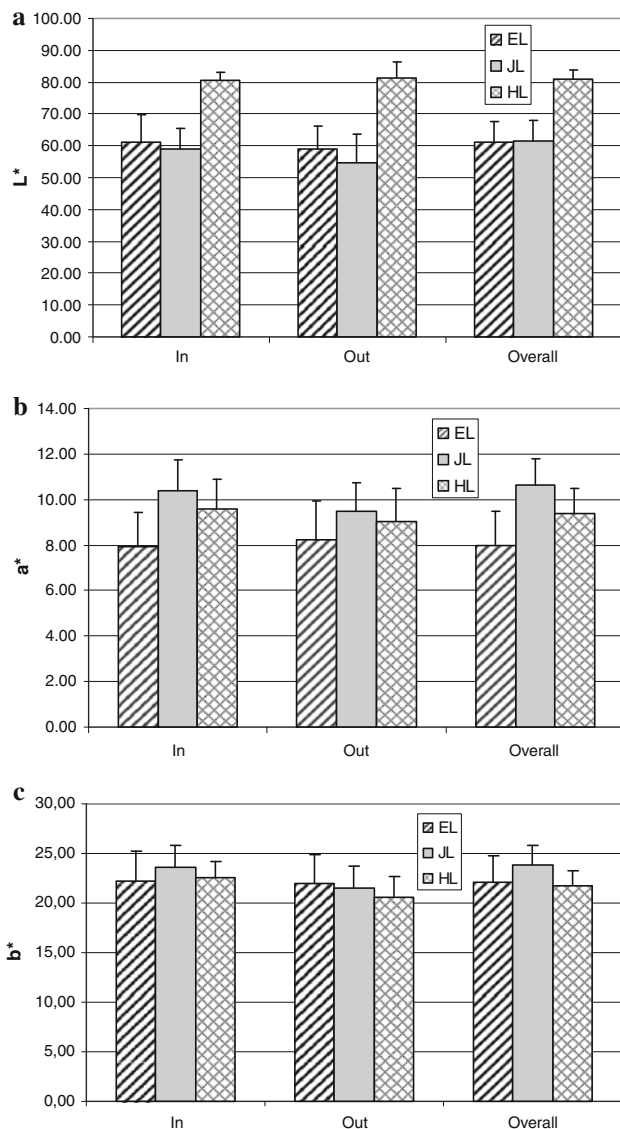 a
100.00
90.00
80.00
70.00
60.00
50.00
40.00
30.00
20.00
10.00
0.00
L*
EL
JL
HL
In Out Overall
b
14.00
12.00
10.00
8.00
6.00
4.00
2.00
0.00
a*
EL
JL
HL
In Out Overall
c
30,00
25,00
20,00
15,00
10,00
5,00
0,00
b*
EL
JL
HL
In Out Overall